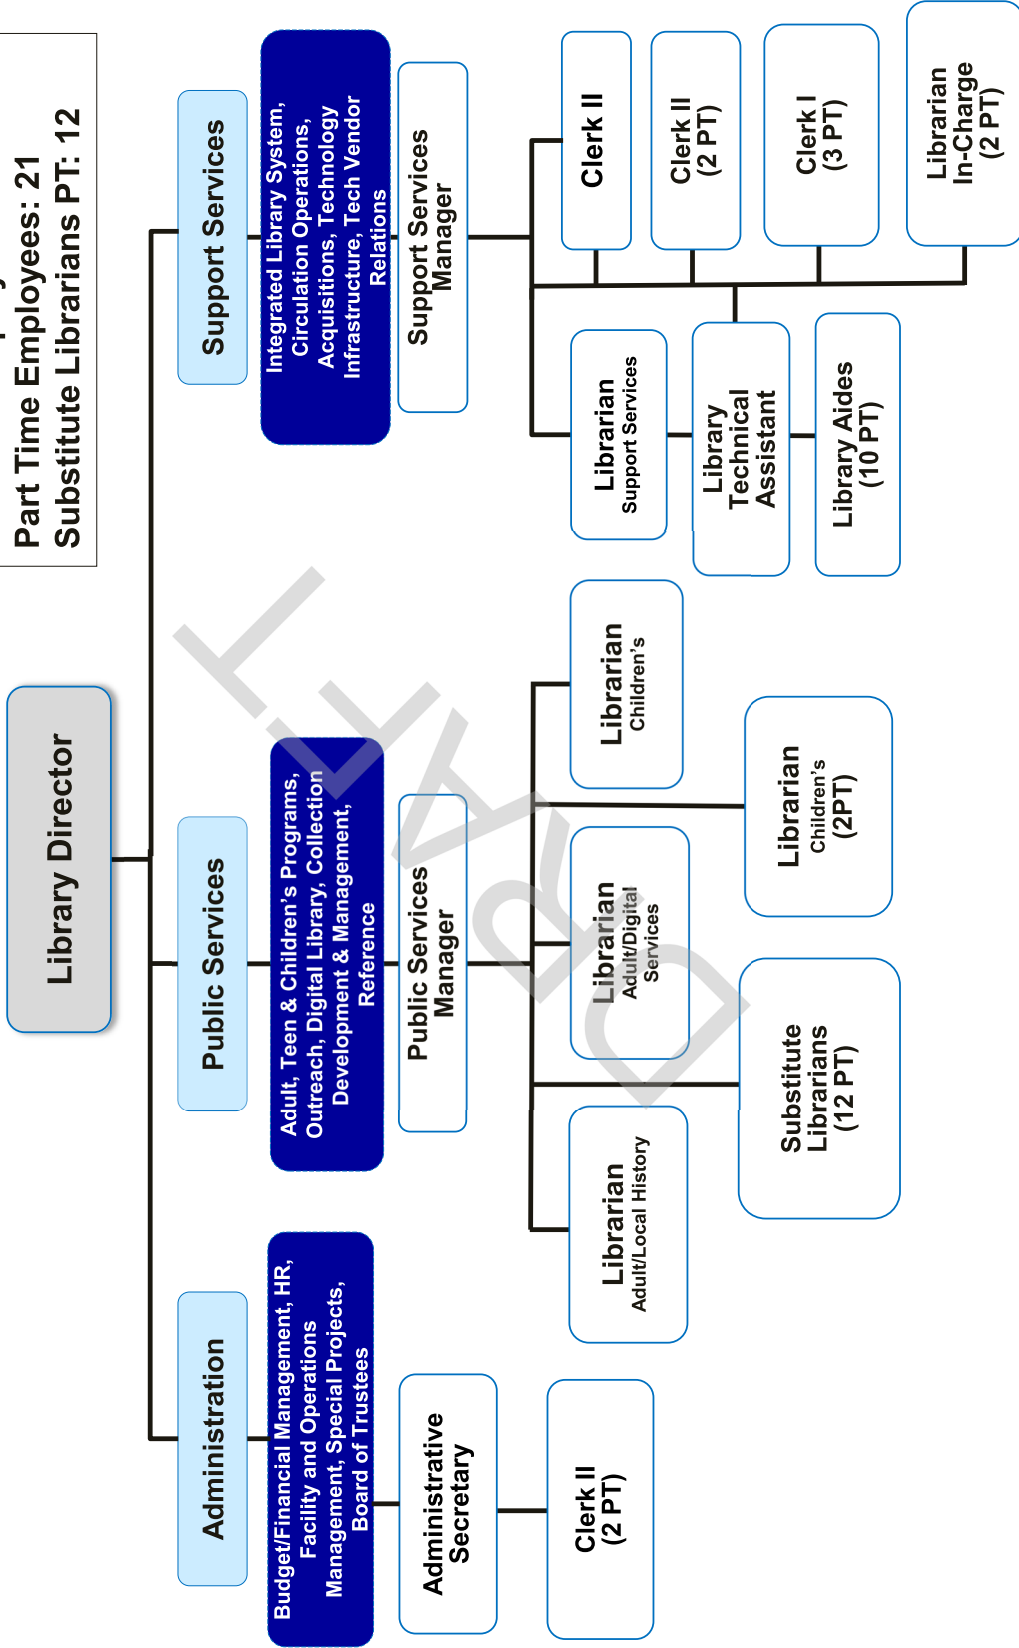 Part Time Employees: 21
Substitute Librarians PT: 12
Library Director
Administration
Budget/Financial Management, HR,
Facility and Operations
Management, Special Projects,
Board of Trustees
Administrative
Secretary
Clerk II
(2 PT)
Public Services
Adult, Teen & Children's Programs,
Outreach, Digital Library, Collection
Development & Management,
Reference
Public Services
Manager
Librarian
Adult/Local History
Substitute
Librarians
(12 PT)
Librarian
Adult/Digital
Services
Librarian
Children's
(2PT)
Librarian
Children's
Support Services
Integrated Library System,
Circulation Operations,
Acquisitions, Technology
Infrastructure, Tech Vendor
Relations
Support Services
Manager
Librarian
Support Services
Library
Technical
Assistant
Library Aides
(10 PT)
Clerk II
Clerk II
(2 PT)
Clerk I
(3 PT)
Librarian
In-Charge
(2 PT)
DRAFT